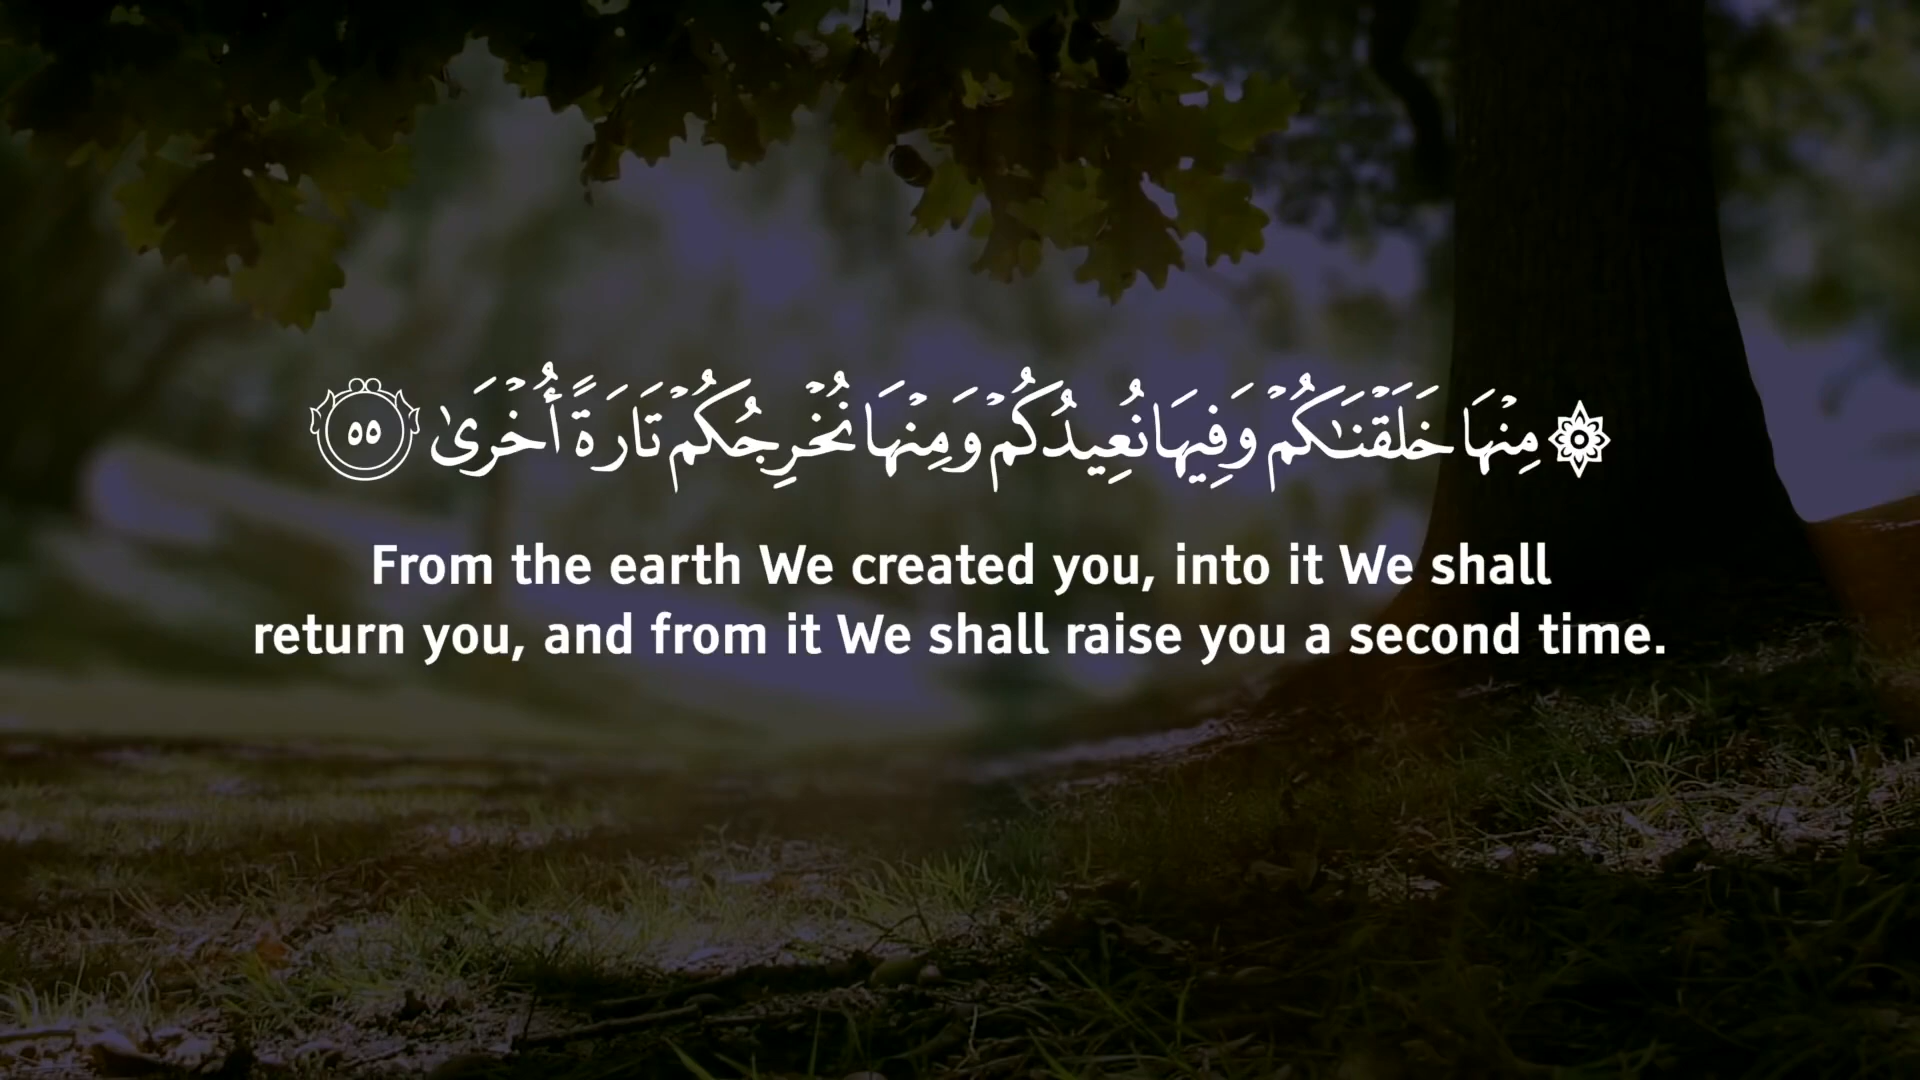 ۞ مِنْهَا خَلَقْنَـٰكُمْ وَفِيهَا نُعِيدُكُمْ وَمِنْهَا نُخْرِجُكُمْ تَارَةً أُخْرَىٰ ٥٥
From the earth We created you, into it We shall
return you, and from it We shall raise you a second time.